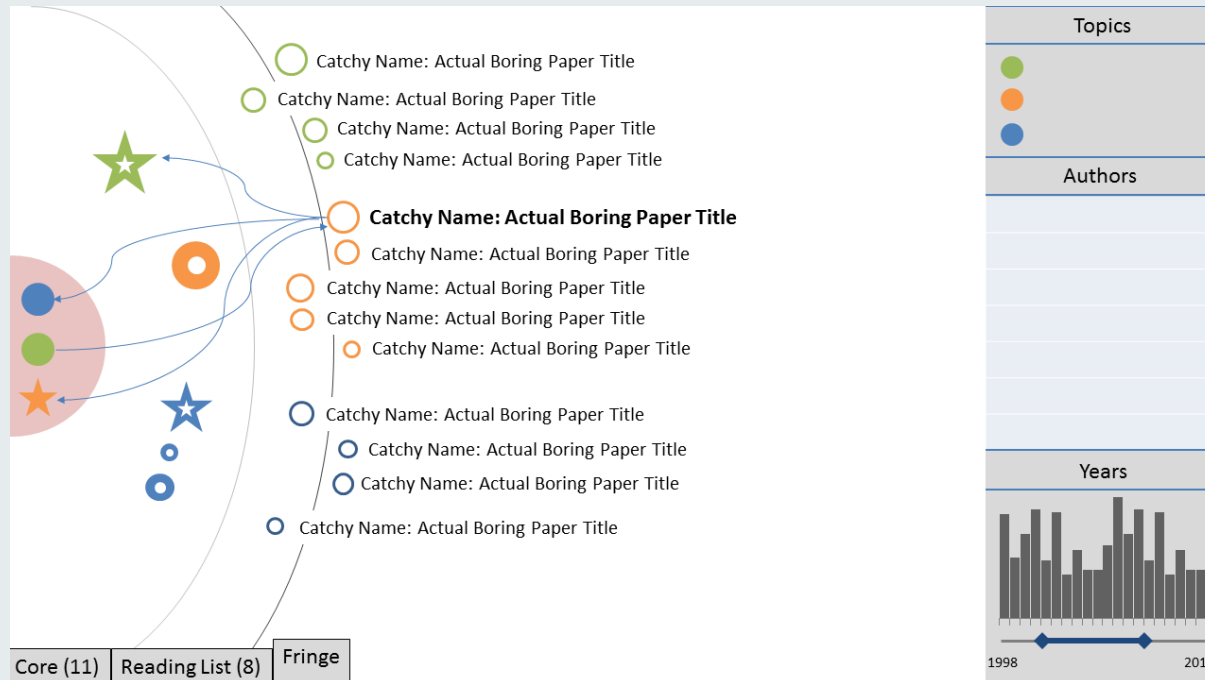 Catchy Name: Actual Boring Paper Title
Catchy Name: Actual Boring Paper Title
Catchy Name: Actual Boring Paper Title
Catchy Name: Actual Boring Paper Title
Catchy Name: Actual Boring Paper Title
Catchy Name: Actual Boring Paper Title
Catchy Name: Actual Boring Paper Title
Catchy Name: Actual Boring Paper Title
Catchy Name: Actual Boring Paper Title
Catchy Name: Actual Boring Paper Title
Catchy Name: Actual Boring Paper Title
Catchy Name: Actual Boring Paper Title
Catchy Name: Actual Boring Paper Title
Core (11)
Reading List (8)
Fringe
Topics
Authors
Years
1998
201